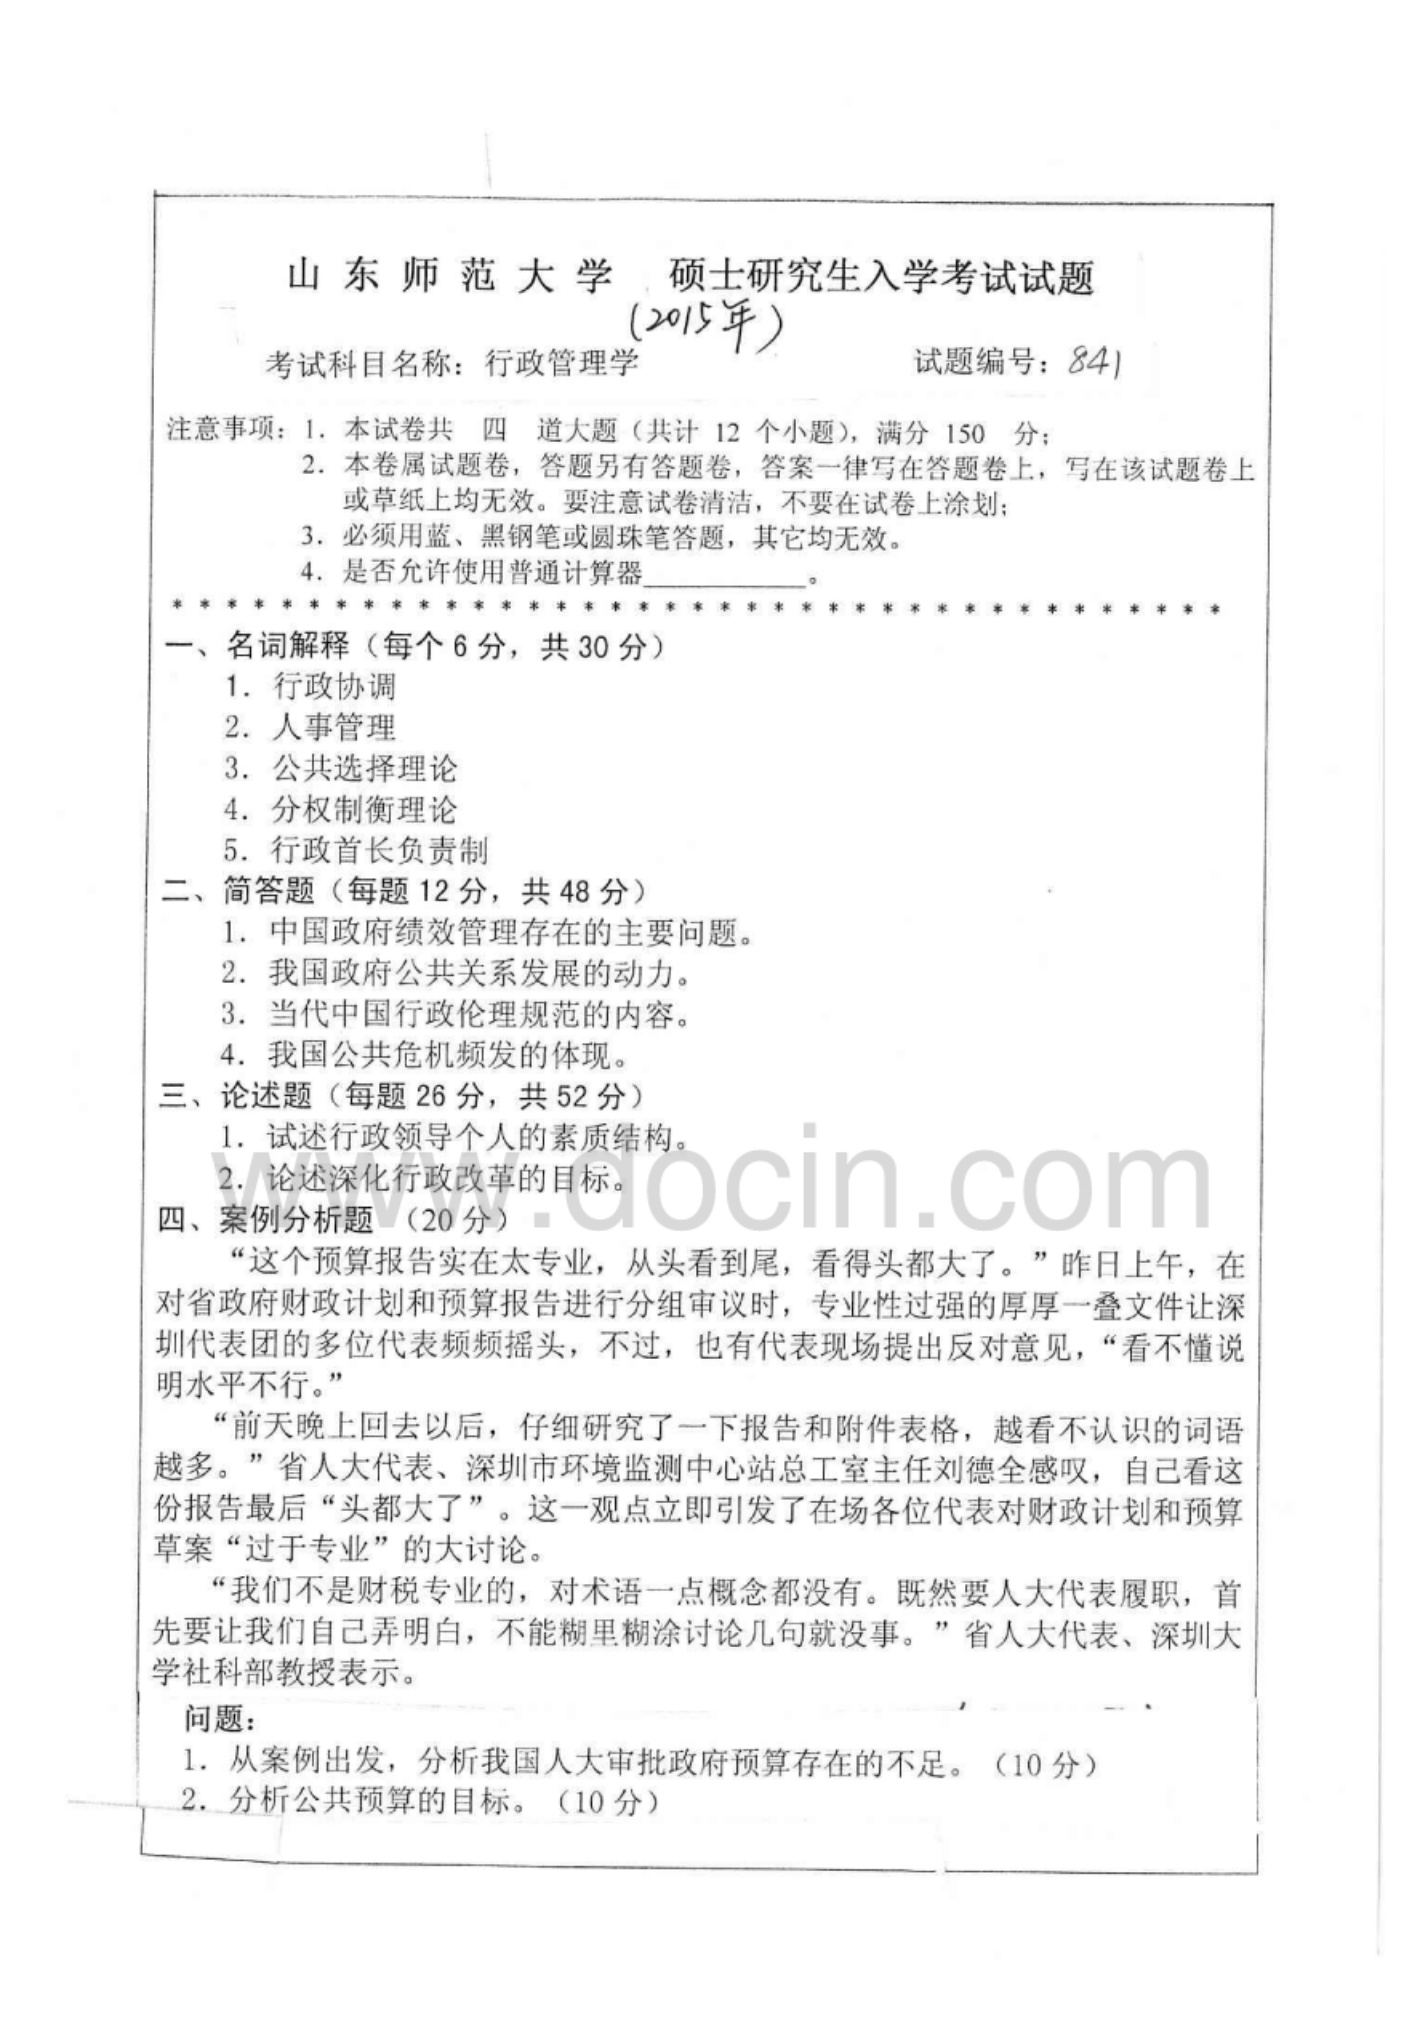 山东师范大学 硕士研究生入学考试试题
(2015年)
考试科目名称：行政管理学 试题编号：841
注意事项：1．本试卷共 四 道大题（共计 12 个小题），满分 150 分；
2．本卷属试题卷，答题另有答题卷，答案一律写在答题卷上，写在该试题卷上
或草纸上均无效。要注意试卷清洁，不要在试卷上涂划；
3．必须用蓝、黑钢笔或圆珠笔答题，其它均无效。
4．是否允许使用普通计算器__________。
* * * * * * * * * * * * * * * * * * * * * * * * * * * * * * * * * * * * * * *
一、名词解释（每个 6 分，共 30 分）
1．行政协调
2．人事管理
3．公共选择理论
4．分权制衡理论
5．行政首长负责制
二、简答题（每题 12 分，共 48 分）
1．中国政府绩效管理存在的主要问题。
2．我国政府公共关系发展的动力。
3．当代中国行政伦理规范的内容。
4．我国公共危机频发的体现。
三、论述题（每题 26 分，共 52 分）
1．试述行政领导个人的素质结构。
2．论述深化行政改革的目标。
www.docin.com
四、案例分析题 （20 分）
“这个预算报告实在太专业，从头看到尾，看得头都大了。”昨日上午，在
对省政府财政计划和预算报告进行分组审议时，专业性过强的厚厚一叠文件让深
圳代表团的多位代表频频摇头，不过，也有代表现场提出反对意见，“看不懂说
明水平不行。”
“前天晚上回去以后，仔细研究了一下报告和附件表格，越看不认识的词语
越多。”省人大代表、深圳市环境监测中心站总工室主任刘德全感叹，自己看这
份报告最后“头都大了”。这一观点立即引发了在场各位代表对财政计划和预算
草案“过于专业”的大讨论。
“我们不是财税专业的，对术语一点概念都没有。既然要人大代表履职，首
先要让我们自己弄明白，不能糊里糊涂讨论几句就没事。”省人大代表、深圳大
学社科部教授表示。
问题：
1．从案例出发，分析我国人大审批政府预算存在的不足。（10 分）
2．分析公共预算的目标。（10 分）